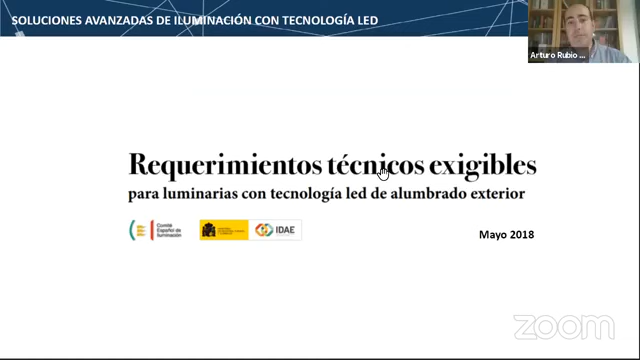 SOLUCIONES AVANZADAS DE ILUMINACIÓN CON TECNOLOGÍA LED
Arturo Rubio ...
Requerimientos técnicos exigibles
para luminarias con tecnología led de alumbrado exterior
Comité
Español de
Iluminación
IDAE
Mayo 2018
zoom